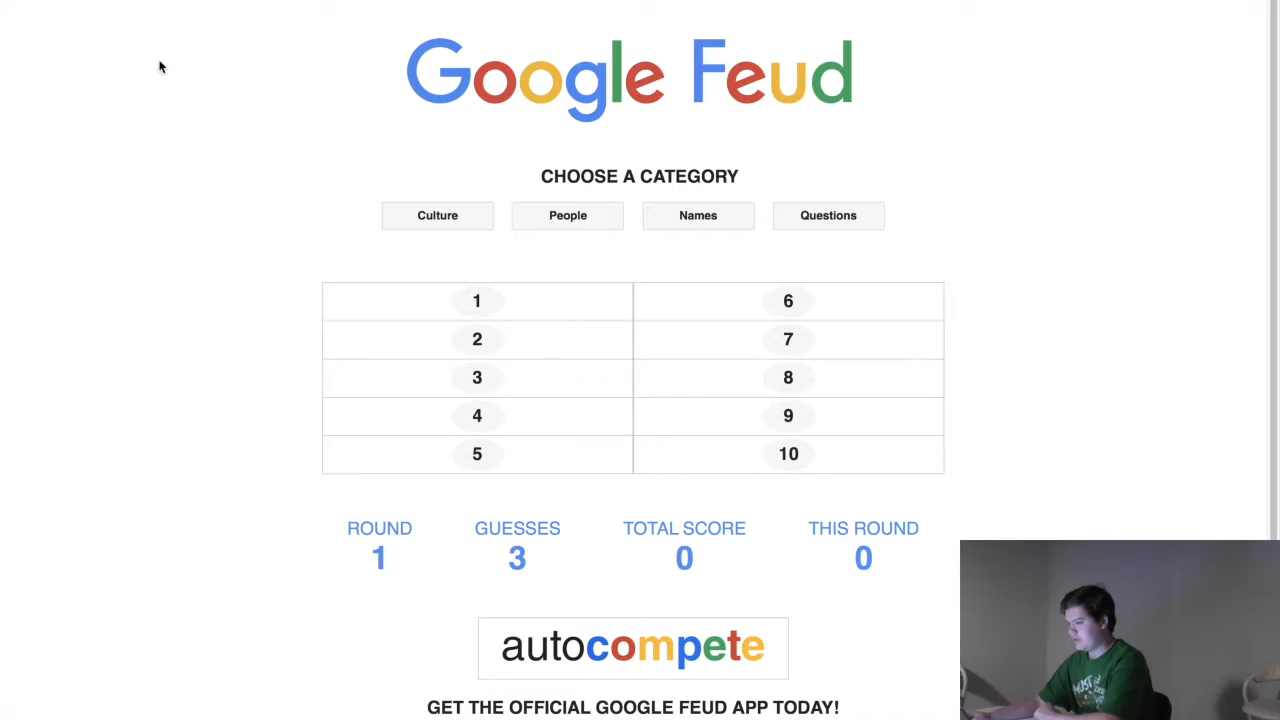 Google Feud
CHOOSE A CATEGORY
Culture People Names Questions
1 6
2 7
3 8
4 9
5 10
ROUND GUESSES TOTAL SCORE THIS ROUND
1 3 0 0
autocompete
GET THE OFFICIAL GOOGLE FEUD APP TODAY!
MOST